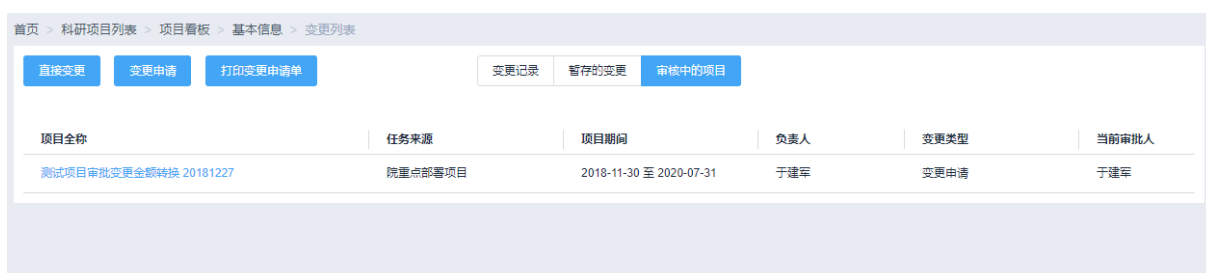 首页 > 科研项目列表 > 项目看板 > 基本信息 > 变更列表
直接变更 变更申请 打印变更申请单 变更记录 暂存的变更 审核中的项目
项目全称 任务来源 项目期间 负责人 变更类型 当前审批人
测试项目审批变更金额转换 20181227 院重点部署项目 2018-11-30 至 2020-07-31 于建军 变更申请 于建军